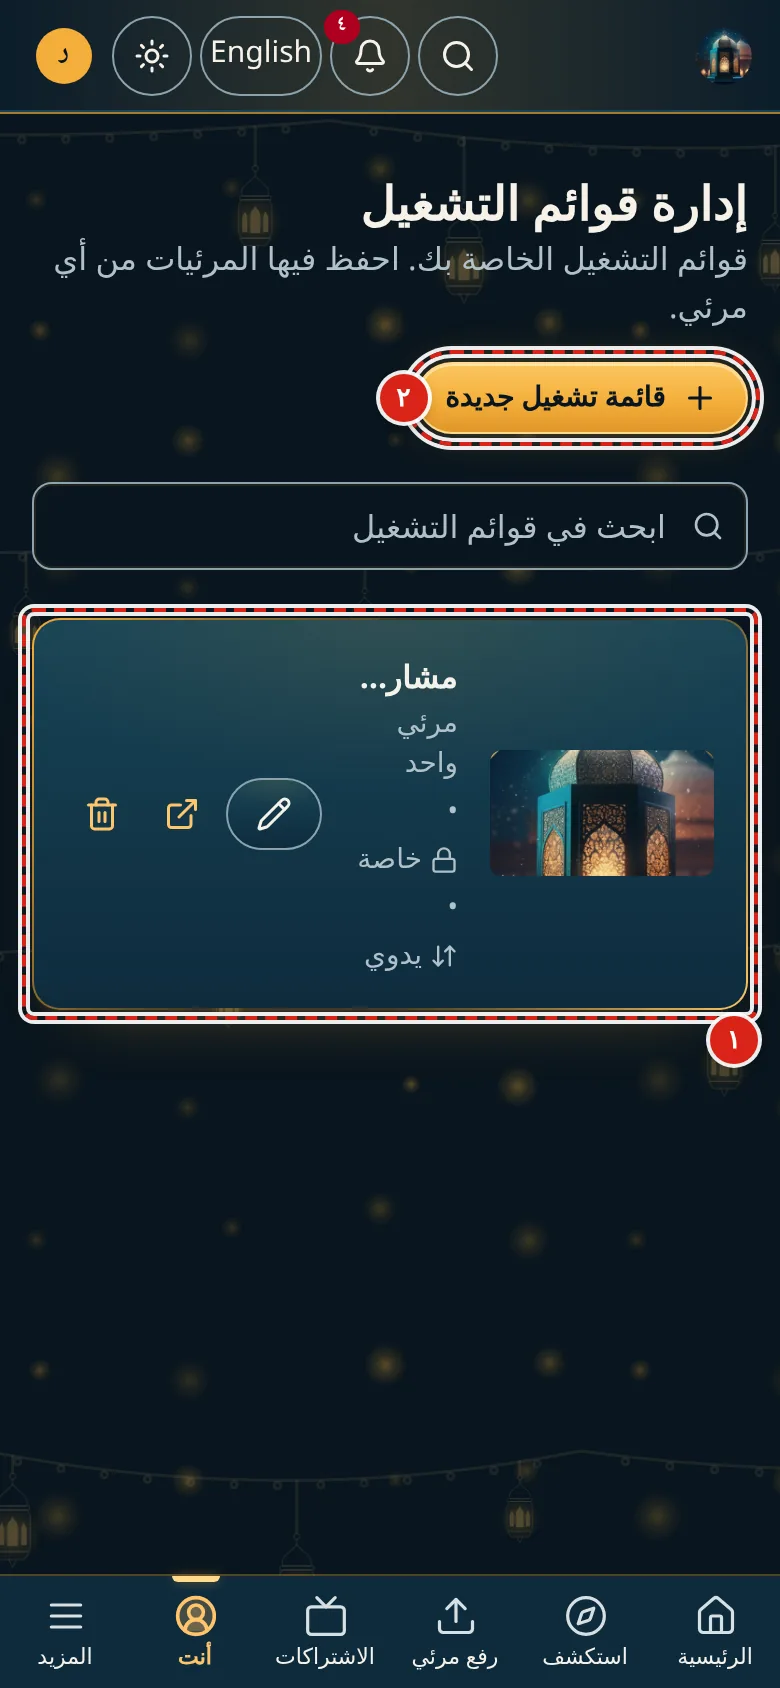 English
٤
ر
إدارة قوائم التشغيل
قوائم التشغيل الخاصة بك. احفظ فيها المرئيات من أي
مرئي.
قائمة تشغيل جديدة
٢
ابحث في قوائم التشغيل
مشار...
مرئي
واحد
•
خاصة
•
يدوي
١
الرئيسية
استكشف
رفع مرئي
الاشتراكات
أنت
المزيد